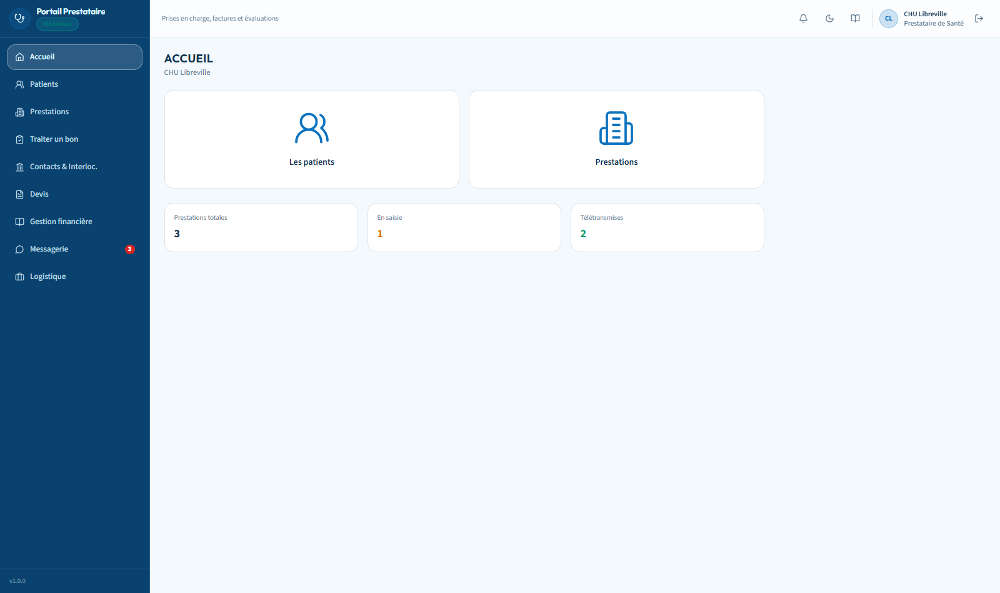 Portail Prestataire
MedAssur
Prises en charge, factures et évaluations
CL
CHU Libreville
Prestataire de Santé
Accueil
Patients
Prestations
Traiter un bon
Contacts & Interloc.
Devis
Gestion financière
Messagerie
3
Logistique
v1.0.0
ACCUEIL
CHU Libreville
Les patients
Prestations
Prestations totales
3
En saisie
1
Télétransmises
2